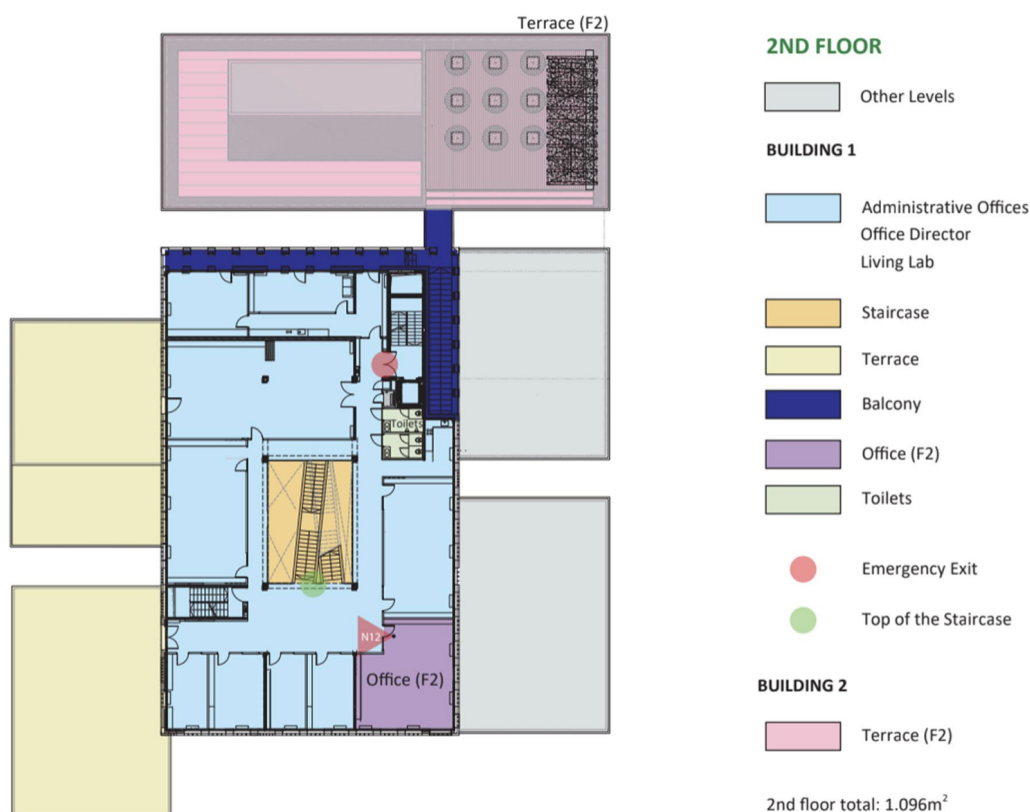 Terrace (F2)
2ND FLOOR
Other Levels
BUILDING 1
Administrative Offices
Office Director
Living Lab
Staircase
Terrace
Balcony
Office (F2)
Toilets
Emergency Exit
Top of the Staircase
BUILDING 2
Terrace (F2)
2nd floor total: 1.096m²
Toilets
N12
Office (F2)